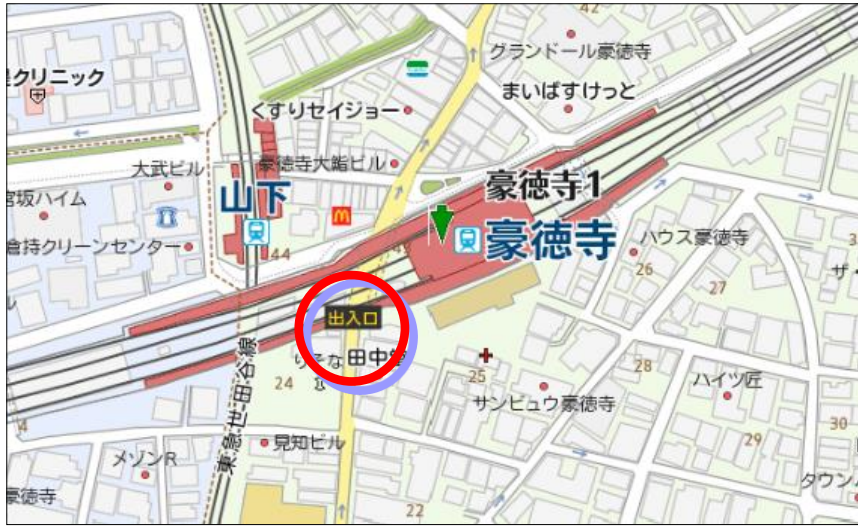 42
グランドール豪徳寺
クリニック
まいばすけっと
くすりセイジョー
大武ビル
豪徳寺大鮨ビル
豪徳寺1
宮坂ハイム
山下
M
豪徳寺
ハウス豪徳寺
倉持クリーンセンター
44
26
ザ・
27
出入口
りそな
田中
東急世田谷線
24
25
28
ハイツ匠
サンビュウ豪徳寺
4
30
見知ビル
29
メゾンR
タウン
豪徳寺
22